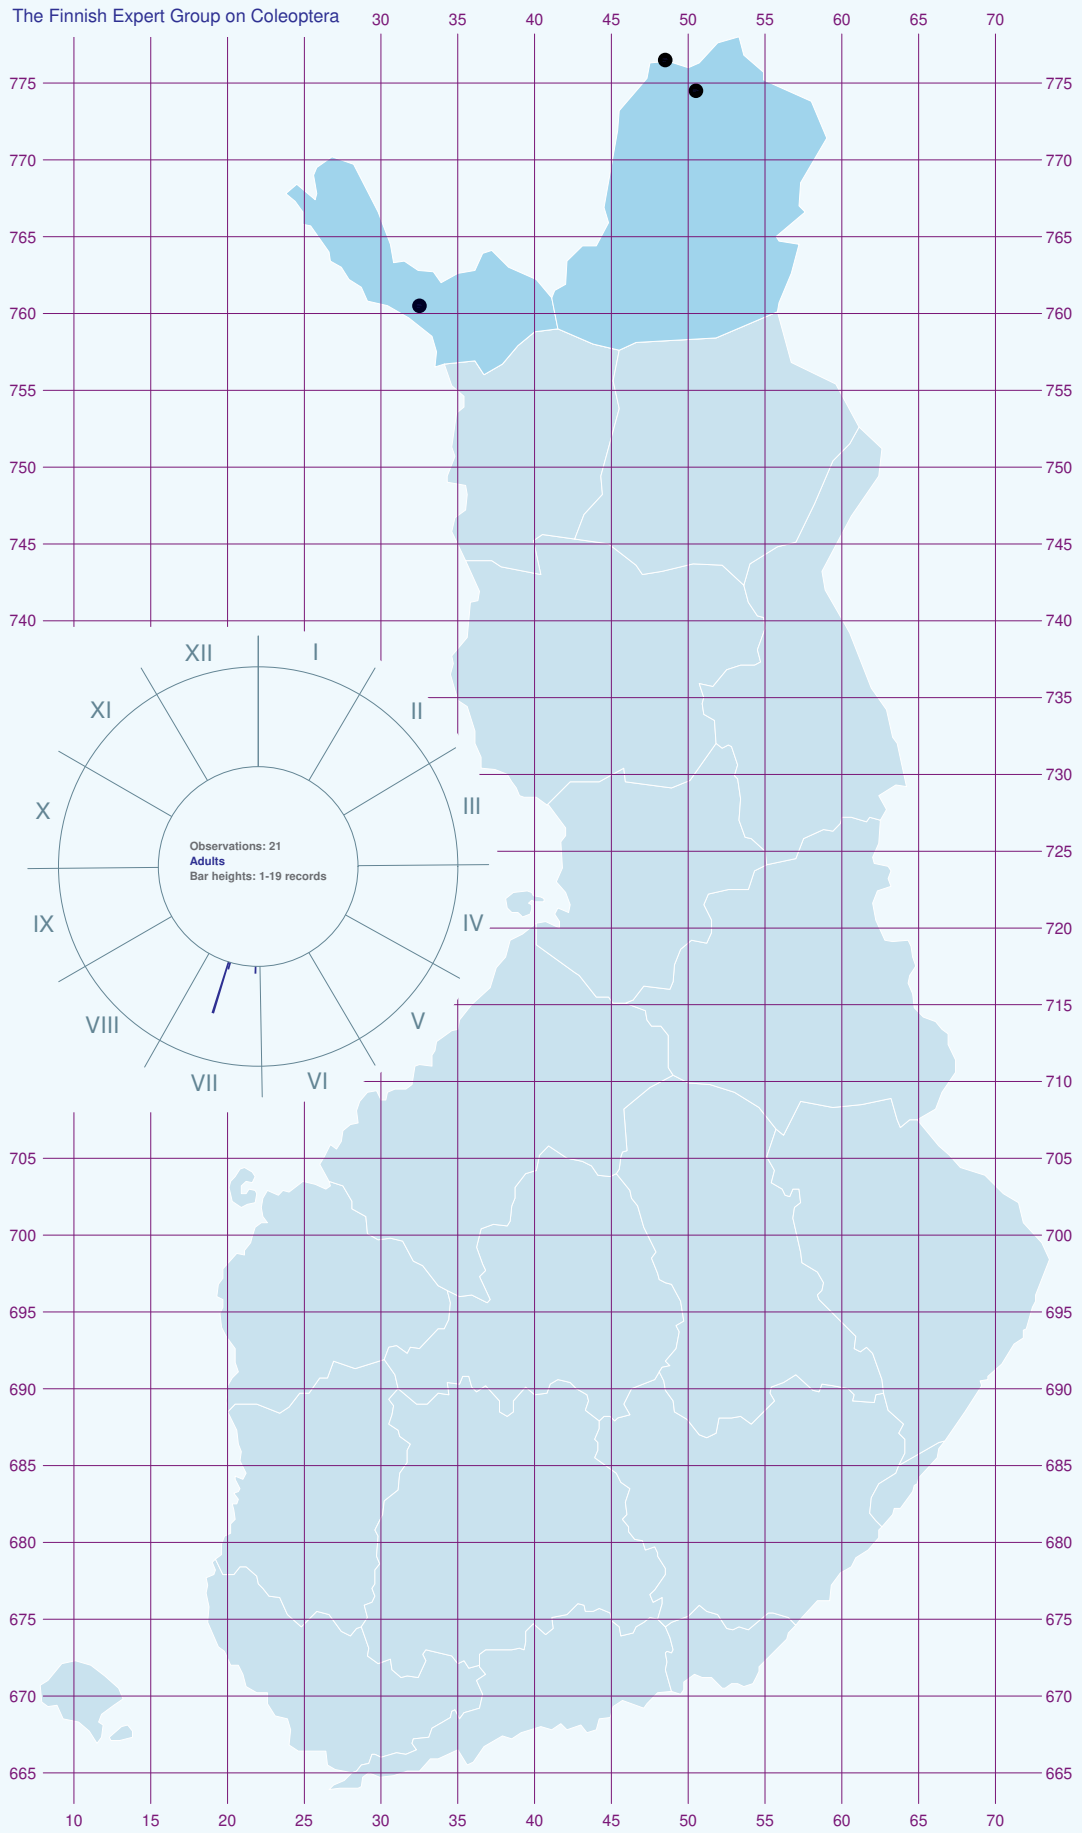 The Finnish Expert Group on Coleoptera
30 40 45 50 55 60 65 70
775 775
770 770
765 765
760 760
755 755
750 750
745 745
740 740
XII I
735
XI II
730
X III
Observations: 21
Adults
Bar heights: 1-19 records
725 725
IX IV
720 720
VIII V
715 715
VII VI
710 710
705 705
700 700
695 695
690 690
685 685
680 680
675 675
670 670
665 665
10 15 20 25 30 35 40 45 50 55 60 65 70